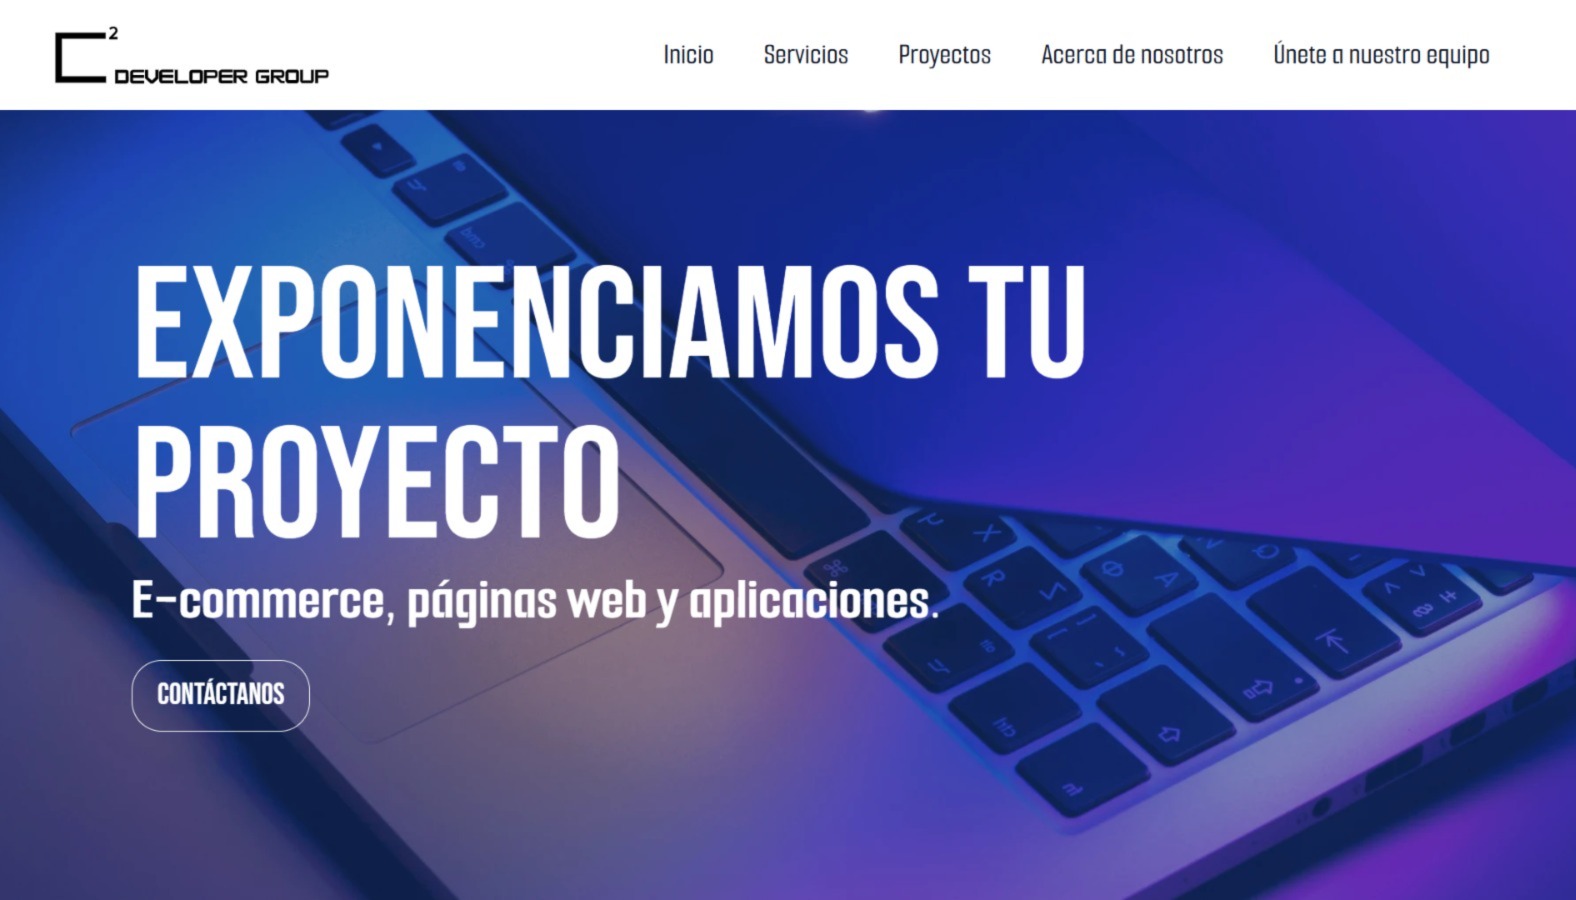 C²
DEVELOPER GROUP
Inicio Servicios Proyectos Acerca de nosotros Únete a nuestro equipo
EXPONENCIAMOS TU
PROYECTO
E-commerce, páginas web y aplicaciones.
CONTÁCTANOS